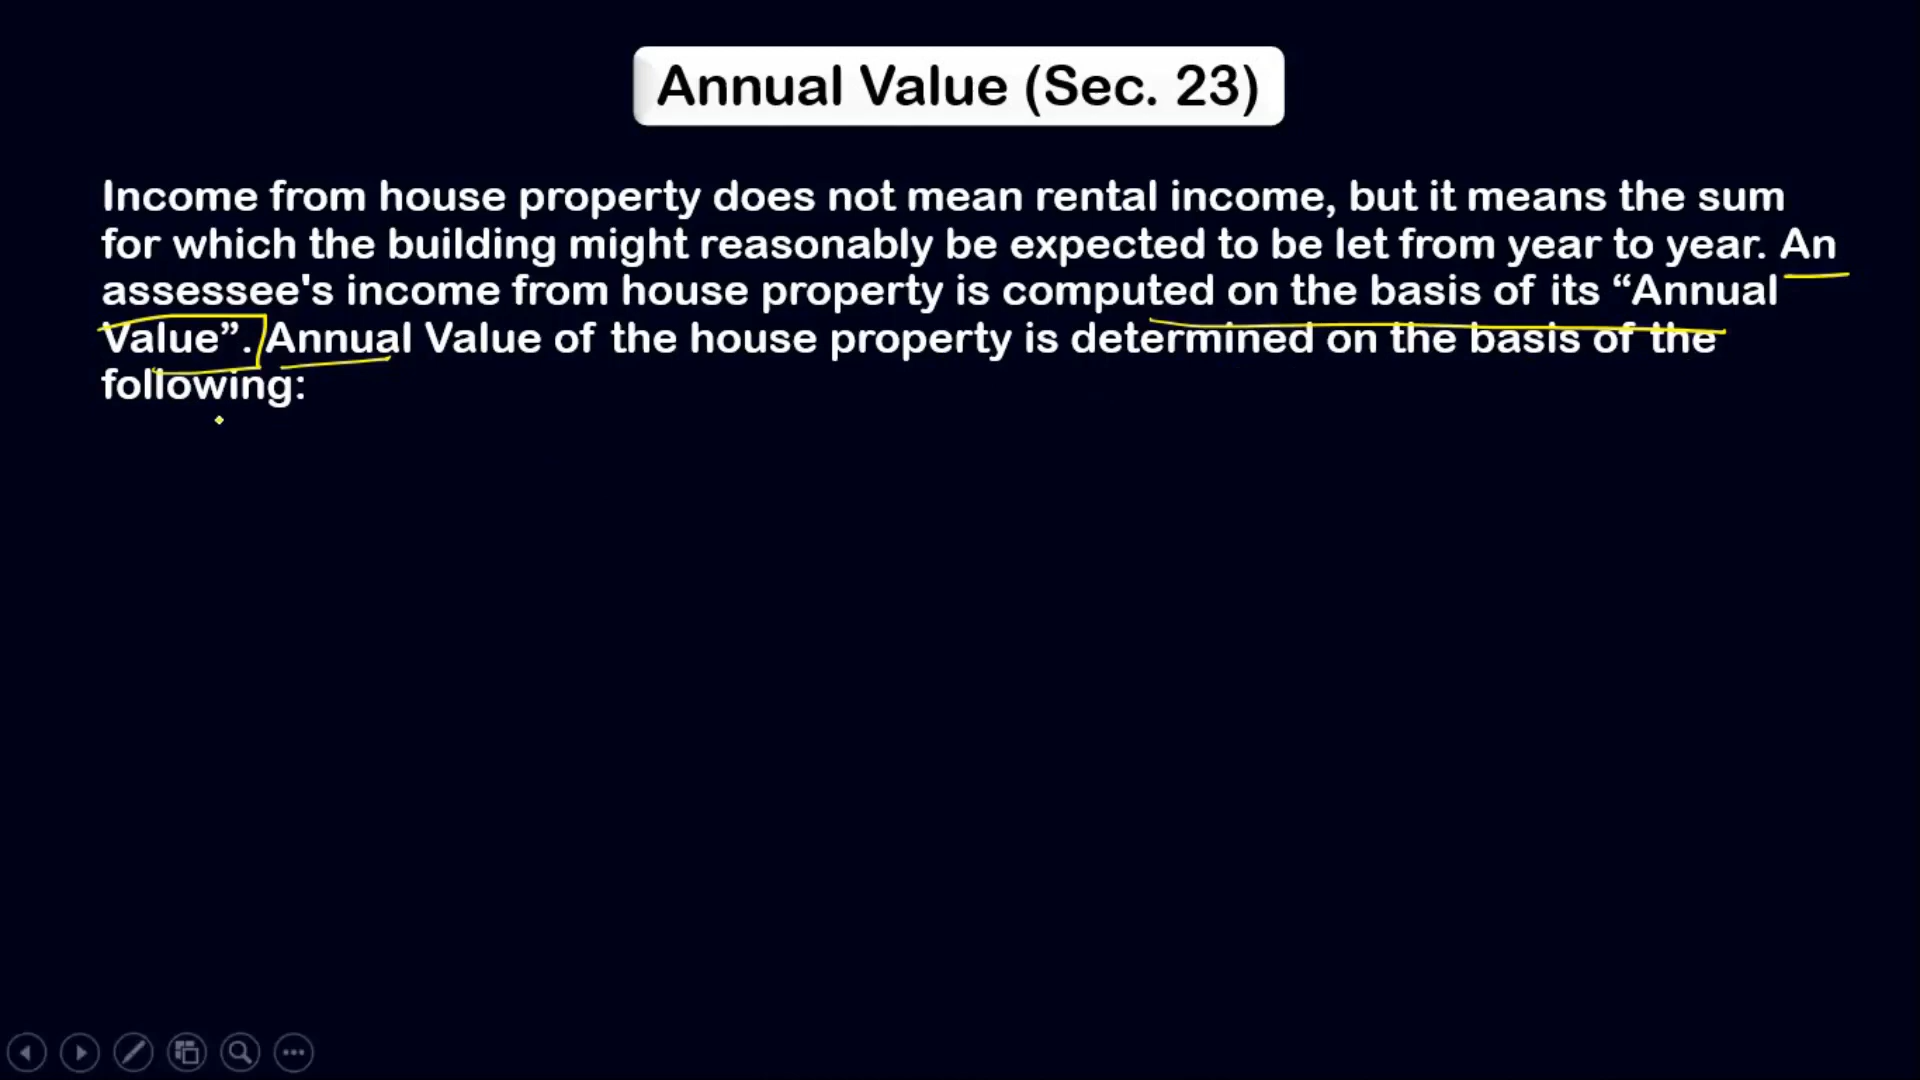 Annual Value (Sec. 23)
Income from house property does not mean rental income, but it means the sum
for which the building might reasonably be expected to be let from year to year. An
assessee's income from house property is computed on the basis of its “Annual
Value”. Annual Value of the house property is determined on the basis of the
following: